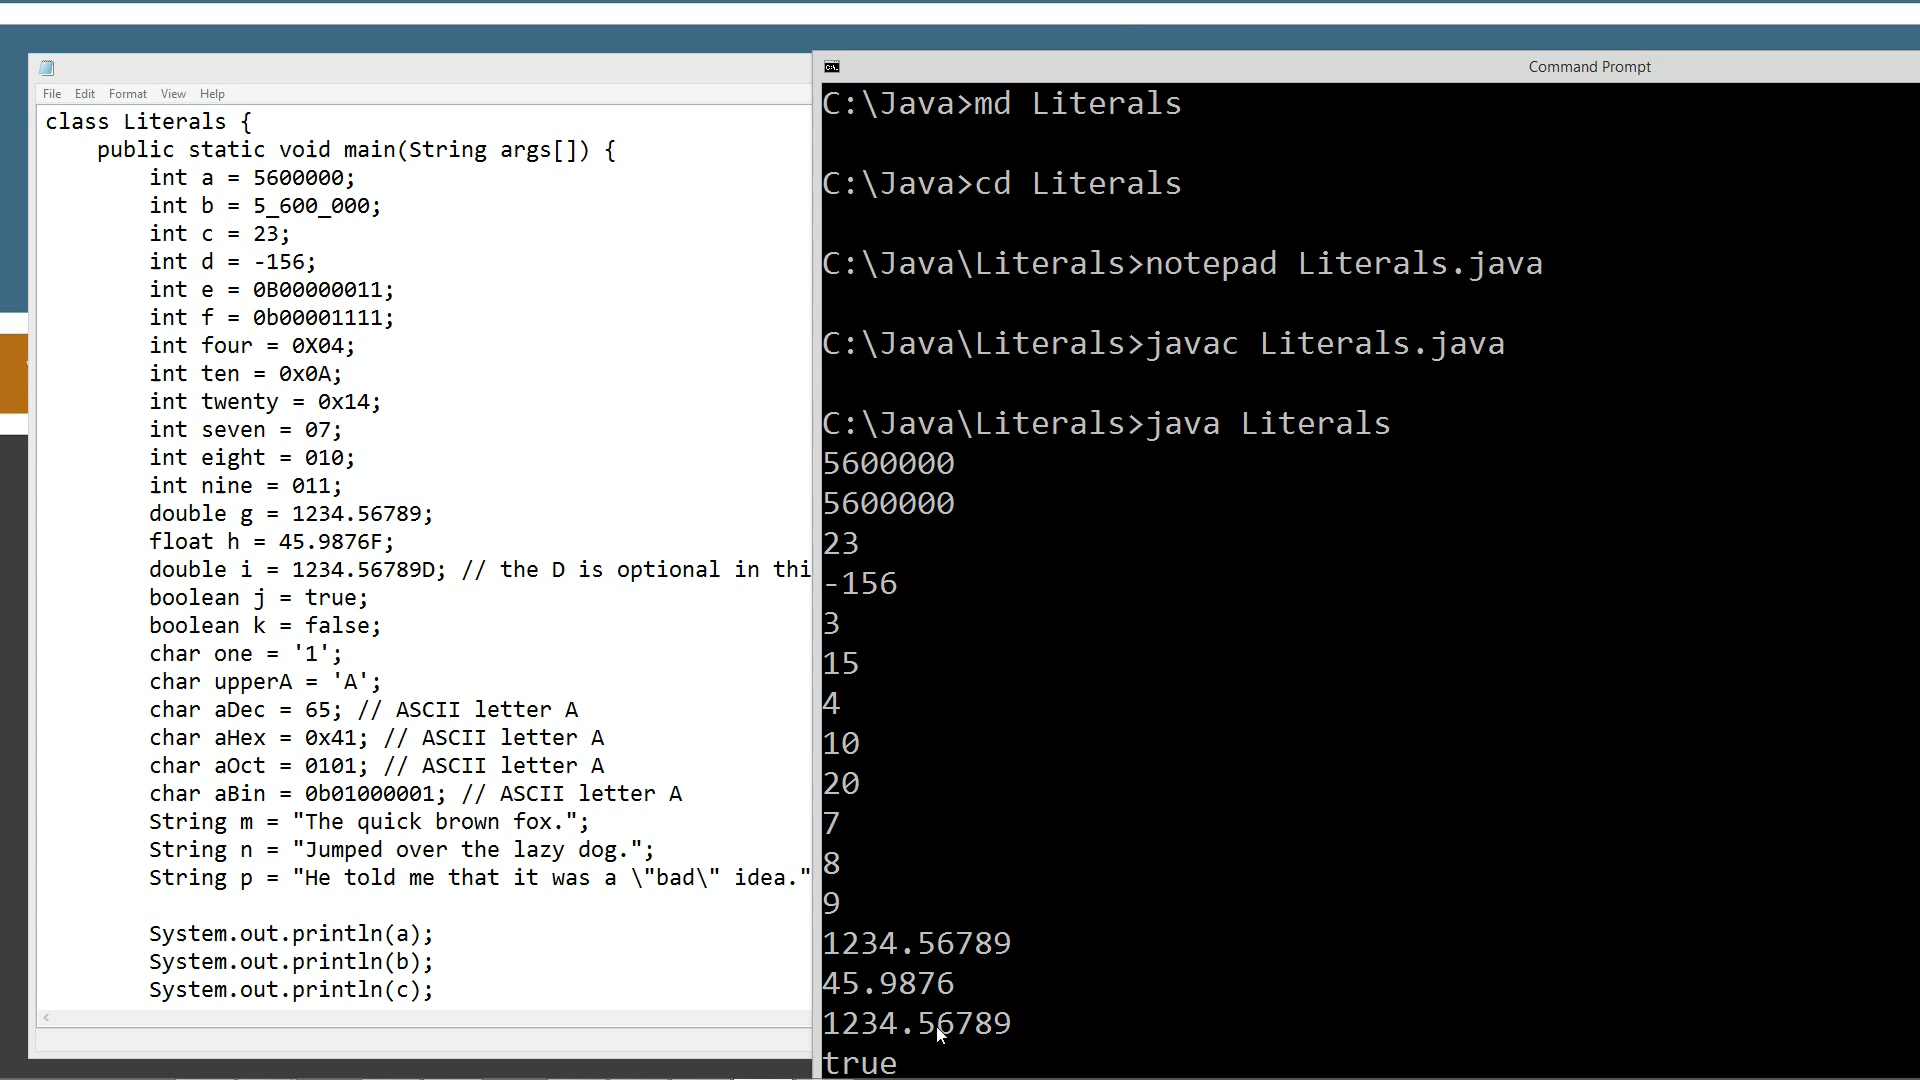 File Edit Format View Help
class Literals {
    public static void main(String args[]) {
        int a = 5600000;
        int b = 5_600_000;
        int c = 23;
        int d = -156;
        int e = 0B00000011;
        int f = 0b00001111;
        int four = 0X04;
        int ten = 0x0A;
        int twenty = 0x14;
        int seven = 07;
        int eight = 010;
        int nine = 011;
        double g = 1234.56789;
        float h = 45.9876F;
        double i = 1234.56789D; // the D is optional in thi
        boolean j = true;
        boolean k = false;
        char one = '1';
        char upperA = 'A';
        char aDec = 65; // ASCII letter A
        char aHex = 0x41; // ASCII letter A
        char aOct = 0101; // ASCII letter A
        char aBin = 0b01000001; // ASCII letter A
        String m = "The quick brown fox.";
        String n = "Jumped over the lazy dog.";
        String p = "He told me that it was a \"bad\" idea."
        System.out.println(a);
        System.out.println(b);
        System.out.println(c);
Command Prompt
C:\Java>md Literals
C:\Java>cd Literals
C:\Java\Literals>notepad Literals.java
C:\Java\Literals>javac Literals.java
C:\Java\Literals>java Literals
5600000
5600000
23
-156
3
15
4
10
20
7
8
9
1234.56789
45.9876
1234.56789
true